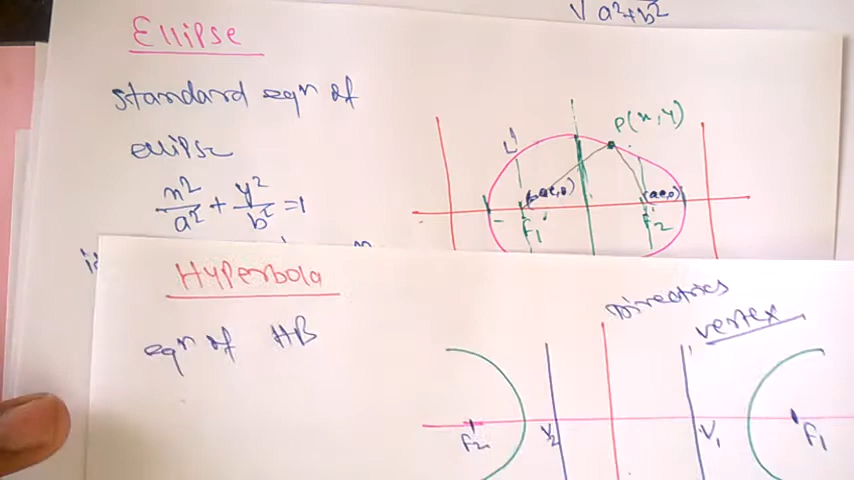 √a²+b²
Ellipse
standard eqn of
ellipse
x²/a² + y²/b² = 1
P(x,y)
L'
(-ae,0)
(ae,0)
F1'
F2'
Hyperbola
eqn of HB
Directrics
vertex
F2
V2
V1
F1